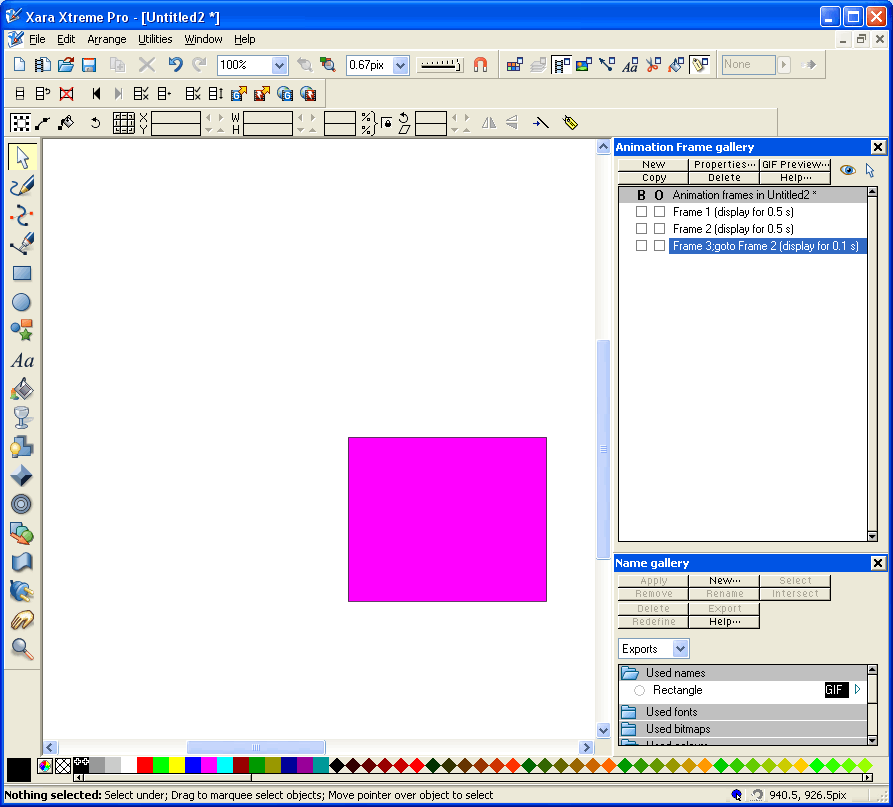 Xara Xtreme Pro - [Untitled2 *]
File Edit Arrange Utilities Window Help
100% 0.67pix None
X Y W H % %
Animation Frame gallery
New Properties... GIF Preview...
Copy Delete Help...
B O Animation frames in Untitled2 *
Frame 1 (display for 0.5 s)
Frame 2 (display for 0.5 s)
Frame 3;goto Frame 2 (display for 0.1 s)
Aa
Name gallery
Apply New... Select
Remove Rename Intersect
Delete Export
Redefine Help...
Exports
Used names
Rectangle GIF
Used fonts
Used bitmaps
Used colours
Nothing selected: Select under; Drag to marquee select objects; Move pointer over object to select 940.5, 926.5pix